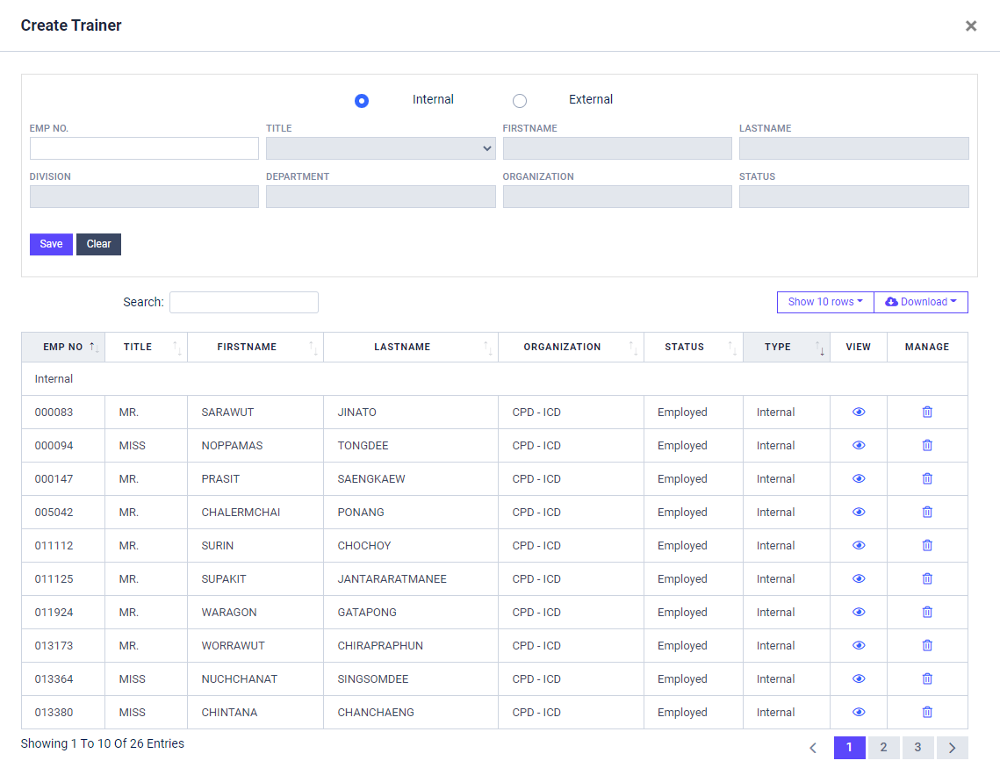 Create Trainer
Internal External
EMP NO. TITLE FIRSTNAME LASTNAME
DIVISION DEPARTMENT ORGANIZATION STATUS
Save Clear
Search: Show 10 rows Download
EMP NO TITLE FIRSTNAME LASTNAME ORGANIZATION STATUS TYPE VIEW MANAGE
Internal
000083 MR. SARAWUT JINATO CPD - ICD Employed Internal
000094 MISS NOPPAMAS TONGDEE CPD - ICD Employed Internal
000147 MR. PRASIT SAENGKAEW CPD - ICD Employed Internal
005042 MR. CHALERMCHAI PONANG CPD - ICD Employed Internal
011112 MR. SURIN CHOCHOY CPD - ICD Employed Internal
011125 MR. SUPAKIT JANTARARATMANEE CPD - ICD Employed Internal
011924 MR. WARAGON GATAPONG CPD - ICD Employed Internal
013173 MR. WORRAWUT CHIRAPRAPHUN CPD - ICD Employed Internal
013364 MISS NUCHCHANAT SINGSOMDEE CPD - ICD Employed Internal
013380 MISS CHINTANA CHANCHAENG CPD - ICD Employed Internal
Showing 1 To 10 Of 26 Entries 1 2 3